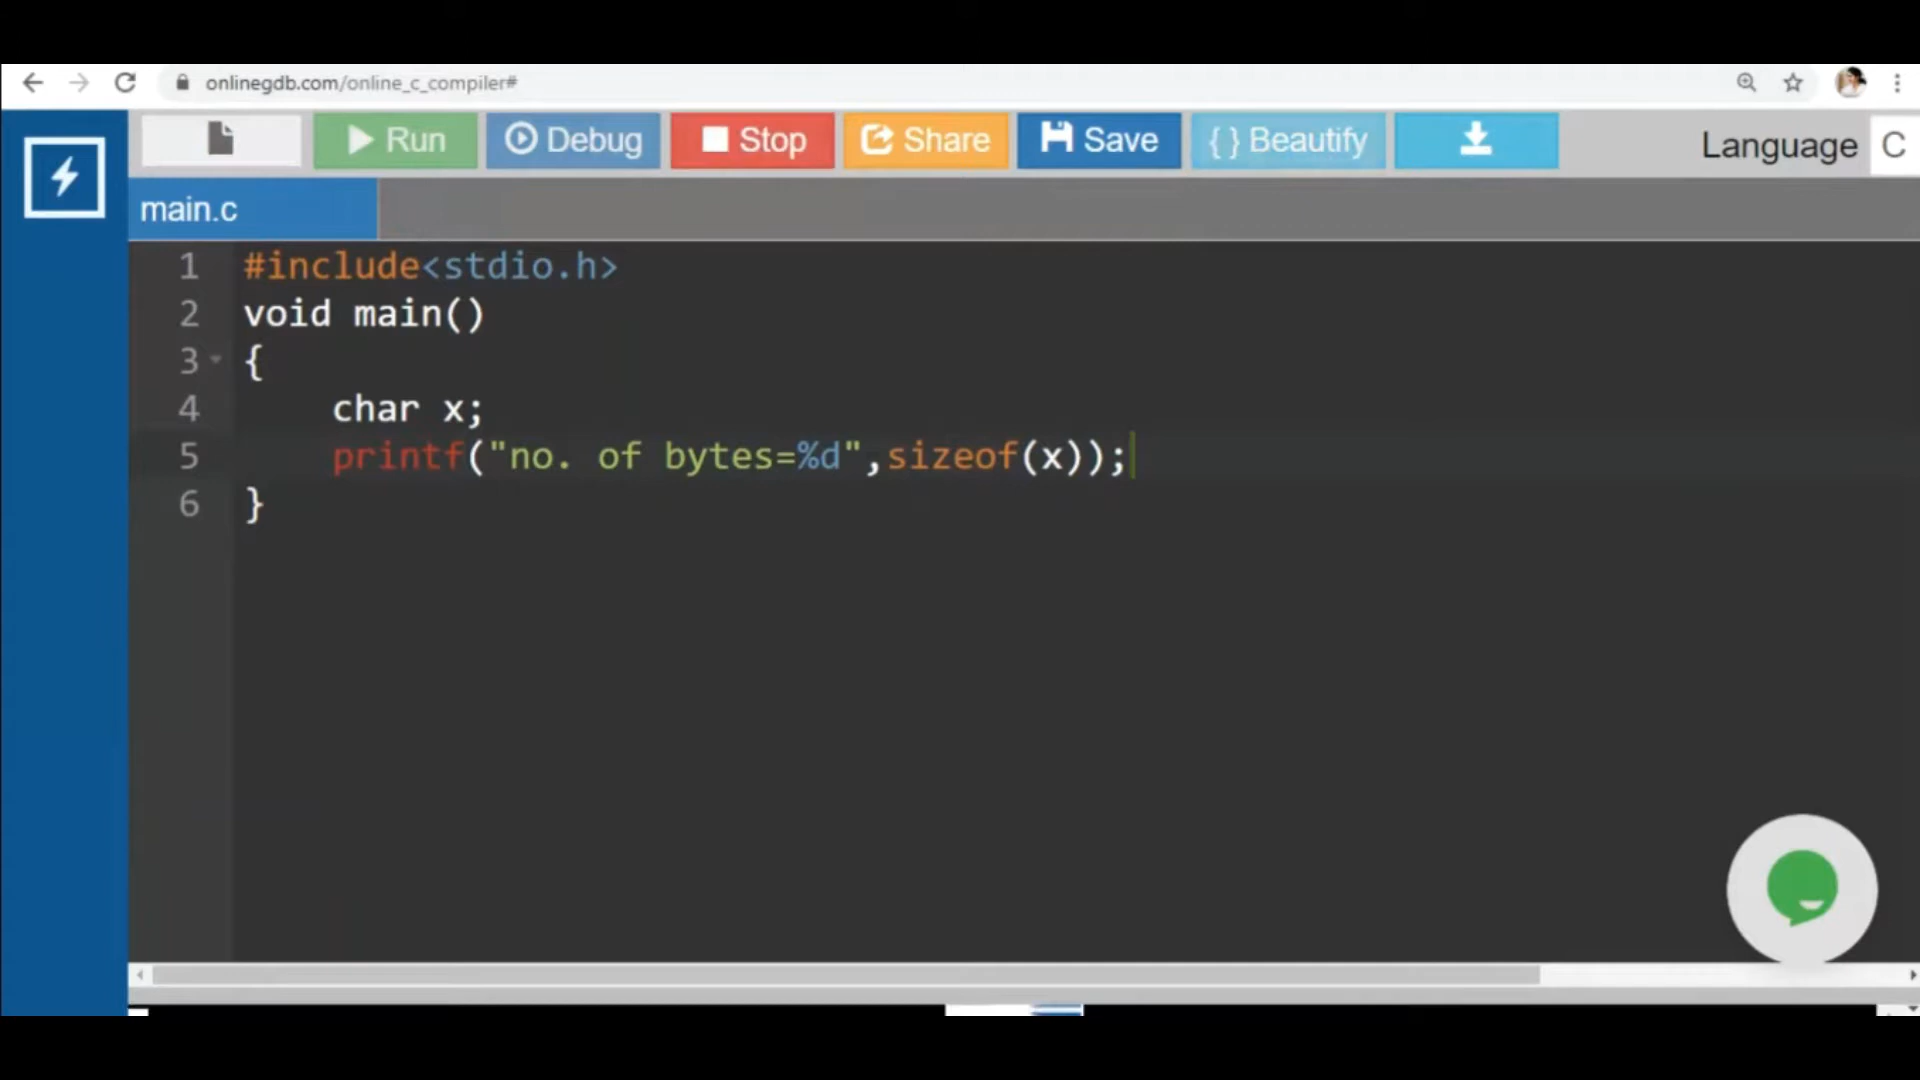 onlinegdb.com/online_c_compiler#
Run Debug Stop Share Save { } Beautify Language C
main.c
1 #include<stdio.h>
2 void main()
3 {
4     char x;
5     printf("no. of bytes=%d",sizeof(x));
6 }